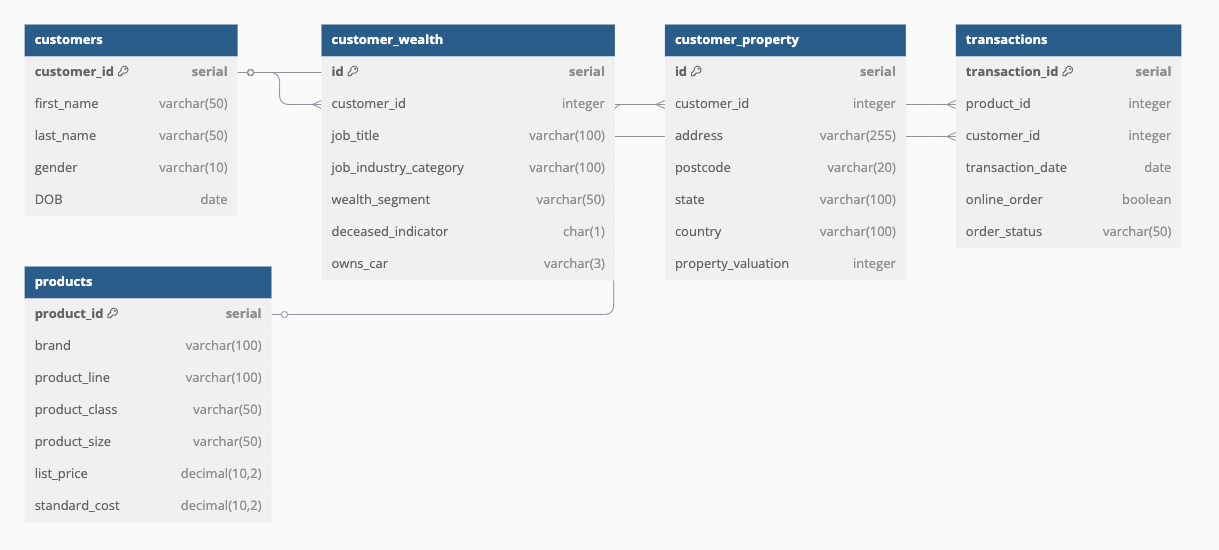 customers
customer_id serial
first_name varchar(50)
last_name varchar(50)
gender varchar(10)
DOB date
customer_wealth
id serial
customer_id integer
job_title varchar(100)
job_industry_category varchar(100)
wealth_segment varchar(50)
deceased_indicator char(1)
owns_car varchar(3)
customer_property
id serial
customer_id integer
address varchar(255)
postcode varchar(20)
state varchar(100)
country varchar(100)
property_valuation integer
transactions
transaction_id serial
product_id integer
customer_id integer
transaction_date date
online_order boolean
order_status varchar(50)
products
product_id serial
brand varchar(100)
product_line varchar(100)
product_class varchar(50)
product_size varchar(50)
list_price decimal(10,2)
standard_cost decimal(10,2)